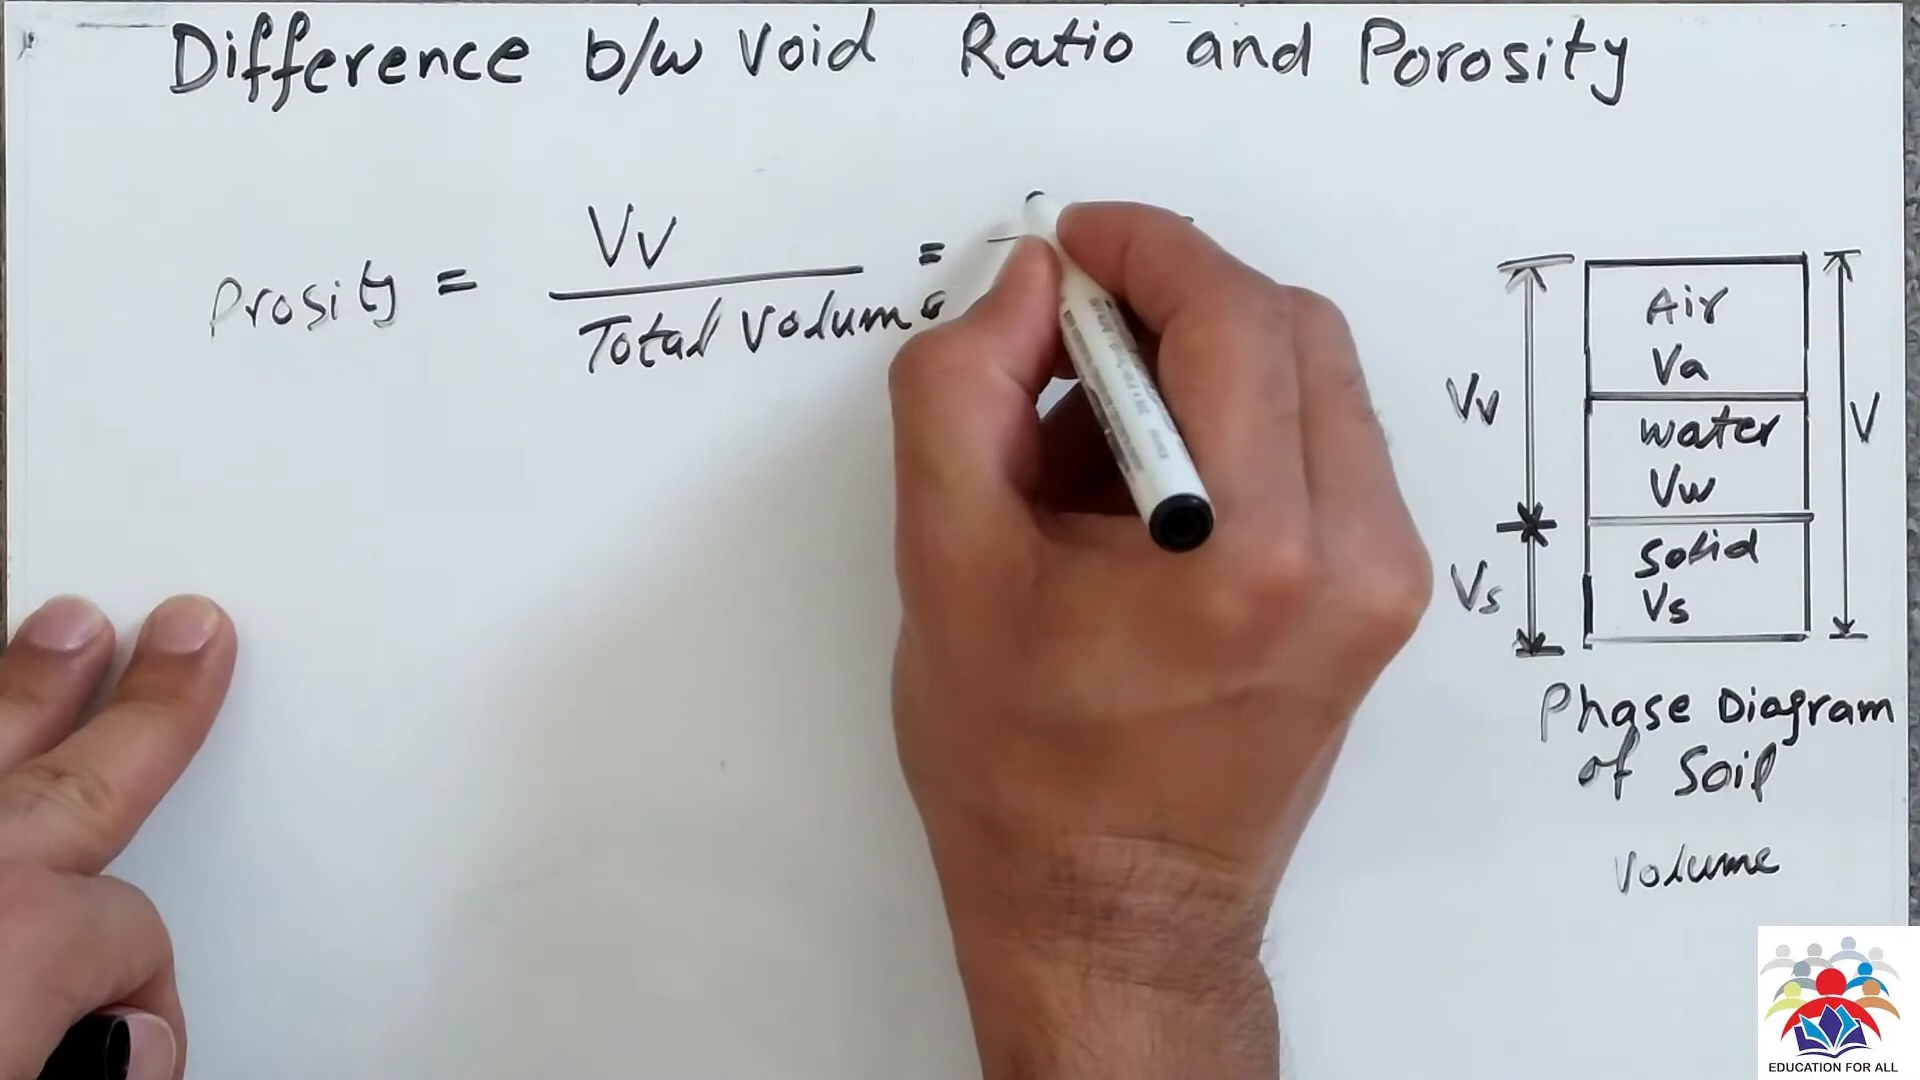 Difference b/w Void Ratio and Porosity
Prosity = Vv / Total Volume =
Air
Va
water
Vw
Solid
Vs
Vv
Vs
V
Phase Diagram
of Soil
Volume
EDUCATION FOR ALL